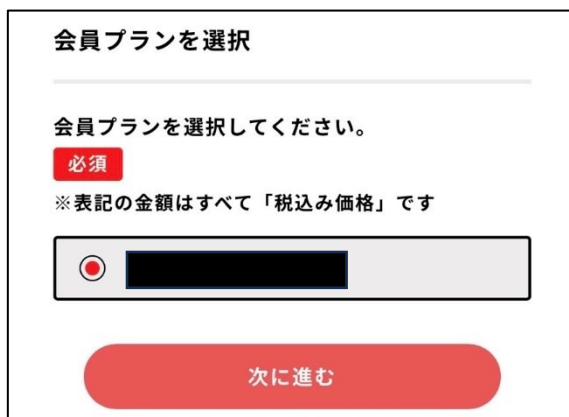 会員プランを選択
会員プランを選択してください。
必須
※表記の金額はすべて「税込み価格」です
次に進む